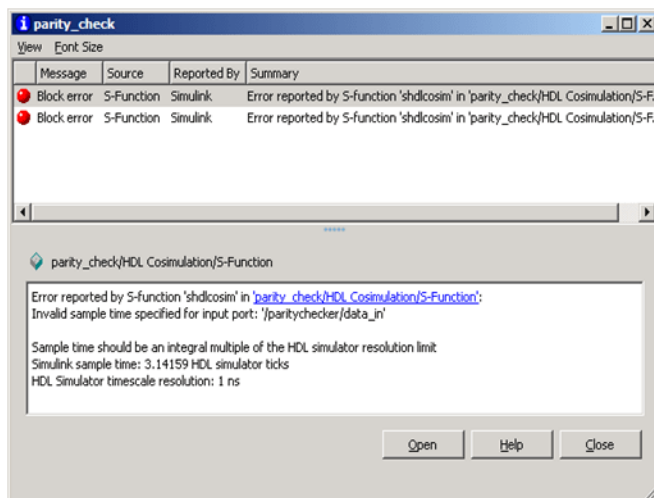 parity_check
View Font Size
Message Source Reported By Summary
Block error S-Function Simulink Error reported by S-function 'shdlcosim' in 'parity_check/HDL Cosimulation/S-F
Block error S-Function Simulink Error reported by S-function 'shdlcosim' in 'parity_check/HDL Cosimulation/S-F
parity_check/HDL Cosimulation/S-Function
Error reported by S-function 'shdlcosim' in 'parity_check/HDL Cosimulation/S-Function':
Invalid sample time specified for input port: '/paritychecker/data_in'
Sample time should be an integral multiple of the HDL simulator resolution limit
Simulink sample time: 3.14159 HDL simulator ticks
HDL Simulator timescale resolution: 1 ns
Open Help Close